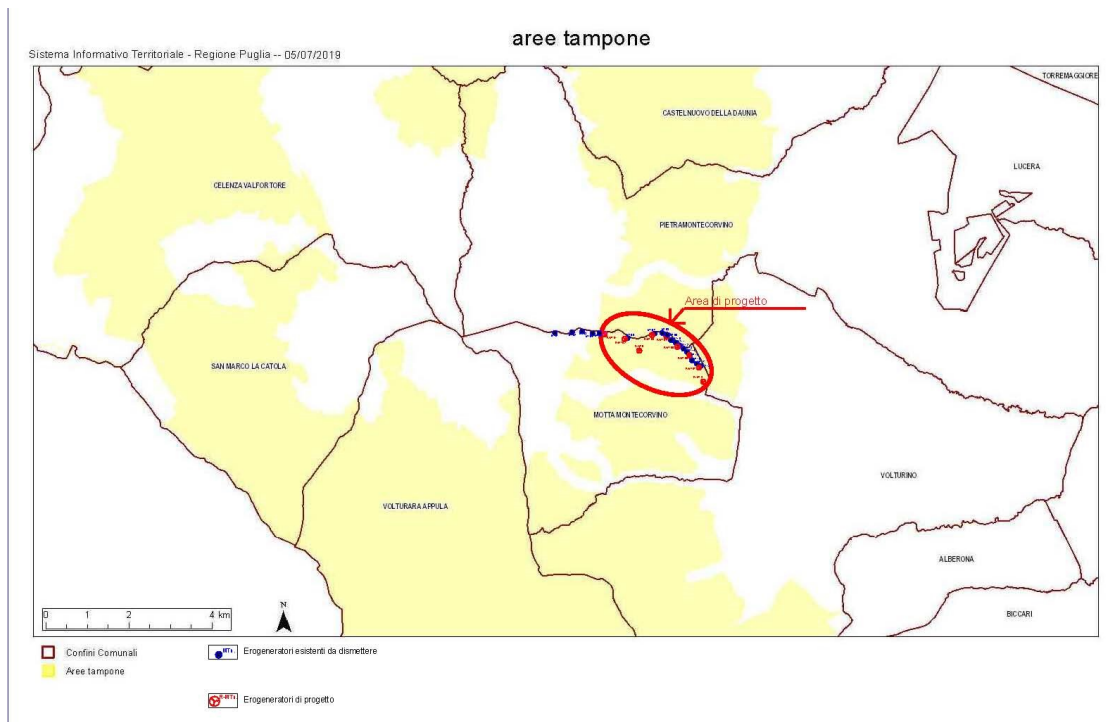 aree tampone
Sistema Informativo Territoriale - Regione Puglia -- 05/07/2019
TORREMAGGIORE
CASTELNUOVO DELLA DAUNIA
LUCERA
CELENZA VALFORTORE
PIETRAMONTECORVINO
Area di progetto
SAN MARCO LA CATOLA
MOTTA MONTECORVINO
VOLTURINO
VOLTURARA APPULA
ALBERONA
BICCARI
0 1 2 4 km
N
Confini Comunali
Erogeneratori esistenti da dismettere
Aree tampone
Erogeneratori di progetto